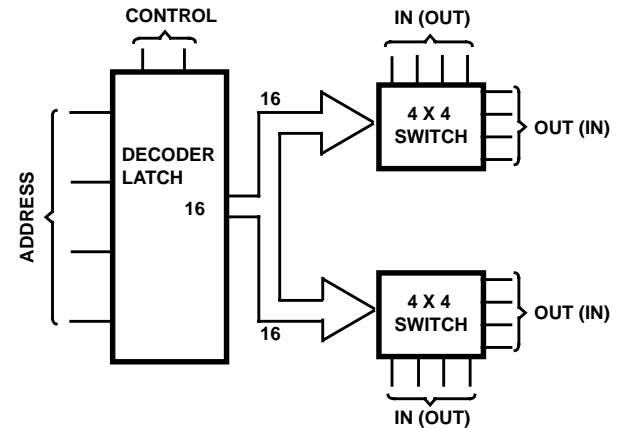 CONTROL
IN (OUT)
16
4 X 4
SWITCH
OUT (IN)
DECODER
LATCH
16
ADDRESS
4 X 4
SWITCH
OUT (IN)
16
IN (OUT)